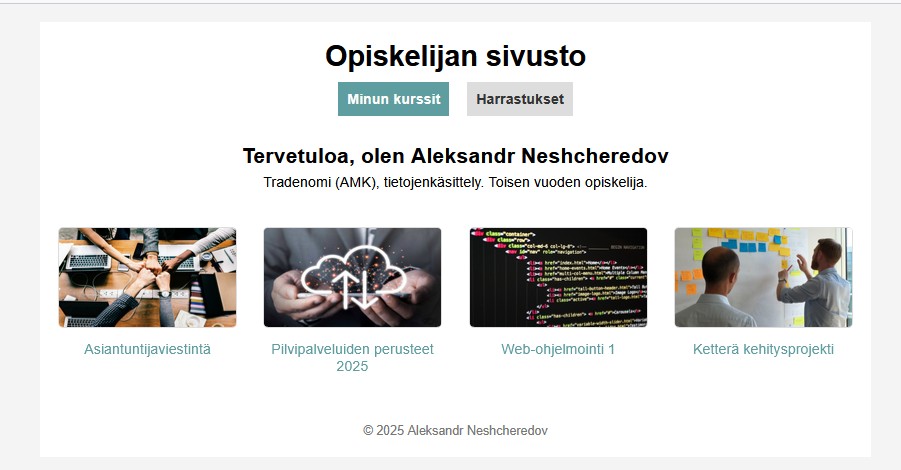 Opiskelijan sivusto
Minun kurssit
Harrastukset
Tervetuloa, olen Aleksandr Neshcheredov
Tradenomi (AMK), tietojenkäsittely. Toisen vuoden opiskelija.
Asiantuntijaviestintä
Pilvipalveluiden perusteet
2025
Web-ohjelmointi 1
Ketterä kehitysprojekti
© 2025 Aleksandr Neshcheredov